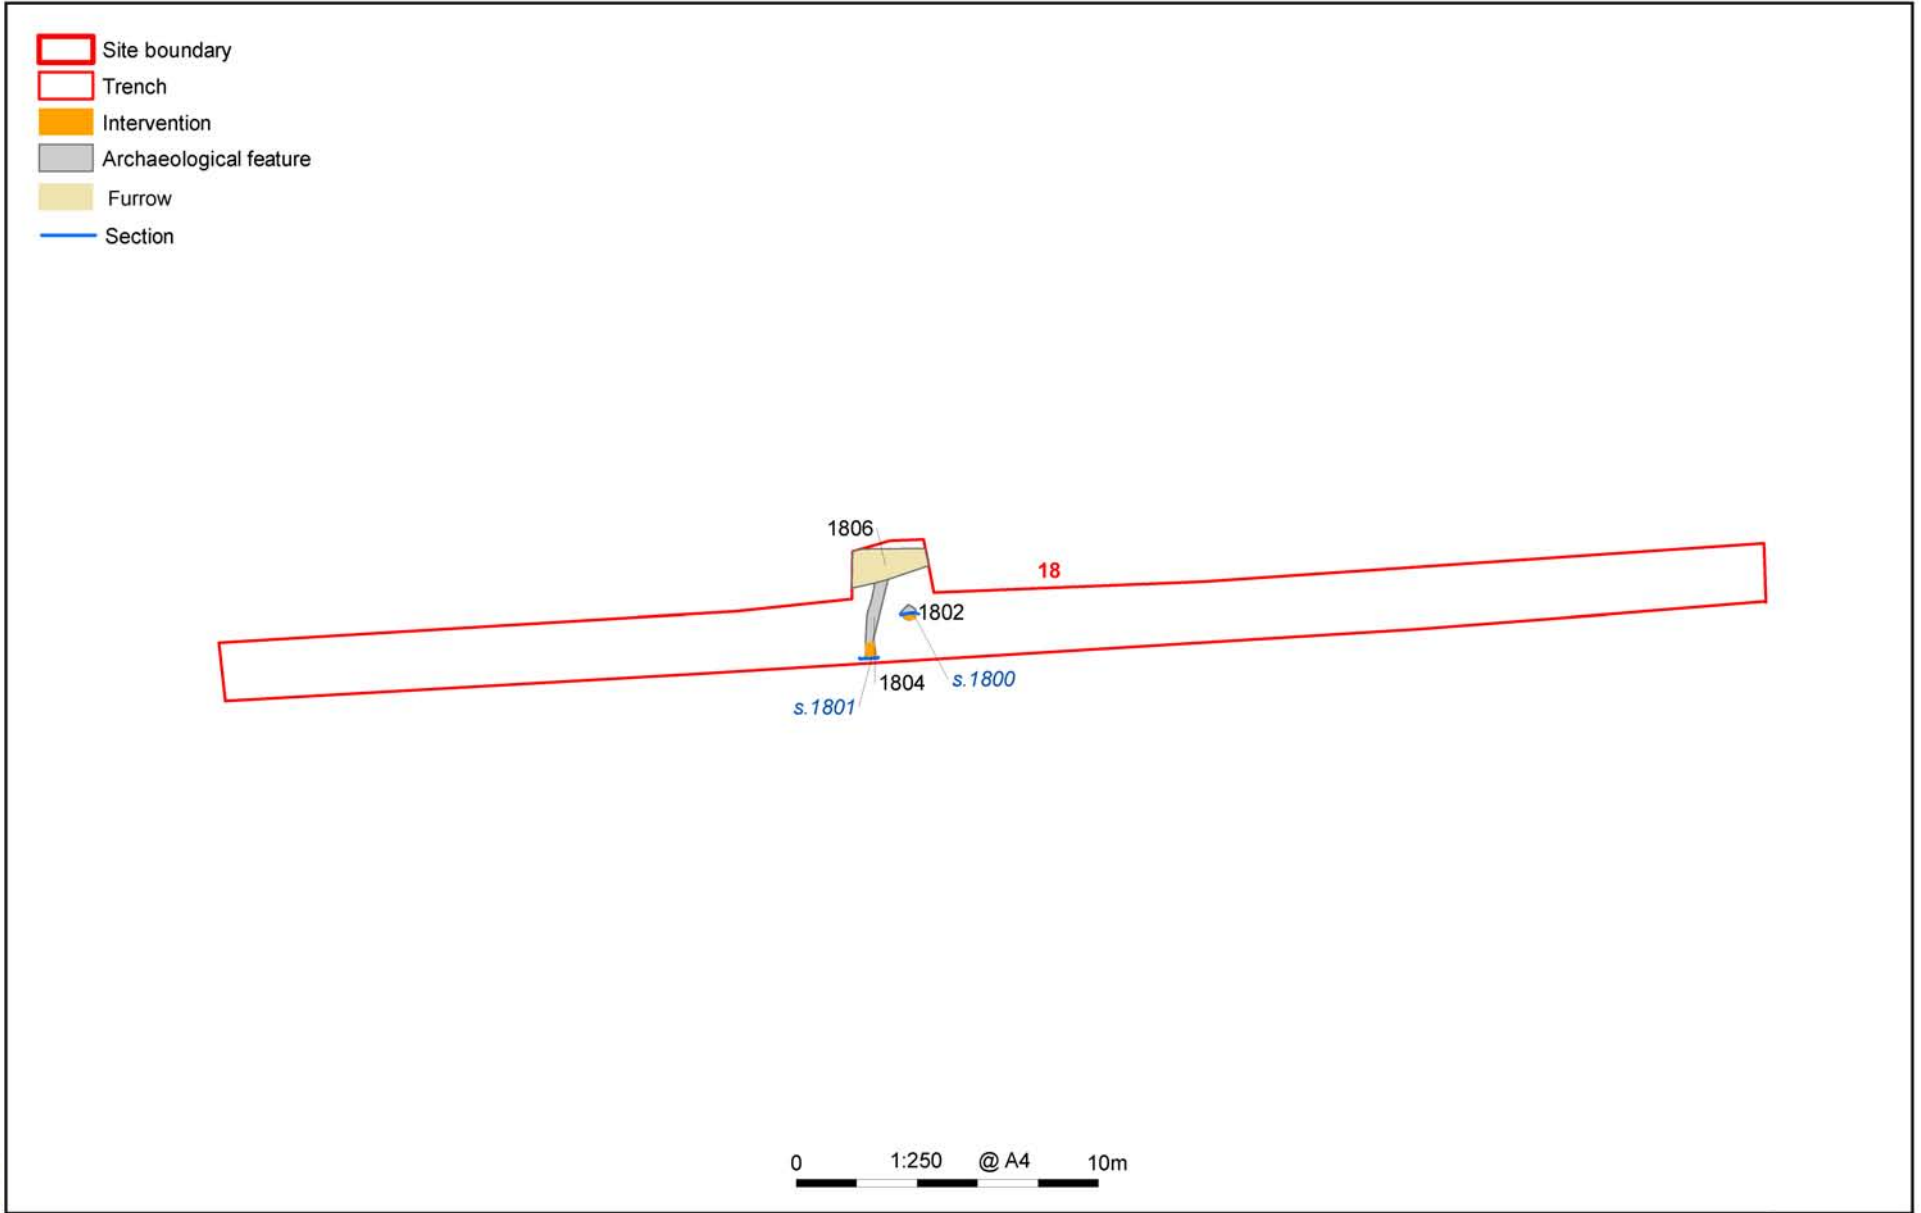 Site boundary
Trench
Intervention
Archaeological feature
Furrow
Section
1806
18
1802
s.1800
1804
s.1801
0 1:250 @ A4 10m